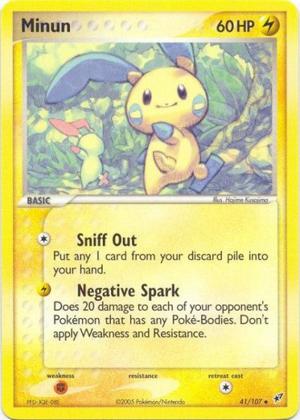 Minun
60 HP
BASIC
Illus. Hajime Kusajima
Sniff Out
Put any 1 card from your discard pile into
your hand.
Negative Spark
Does 20 damage to each of your opponent's
Pokémon that has any Poké-Bodies. Don't
apply Weakness and Resistance.
weakness
resistance
retreat cost
©2005 Pokémon/Nintendo
41/107